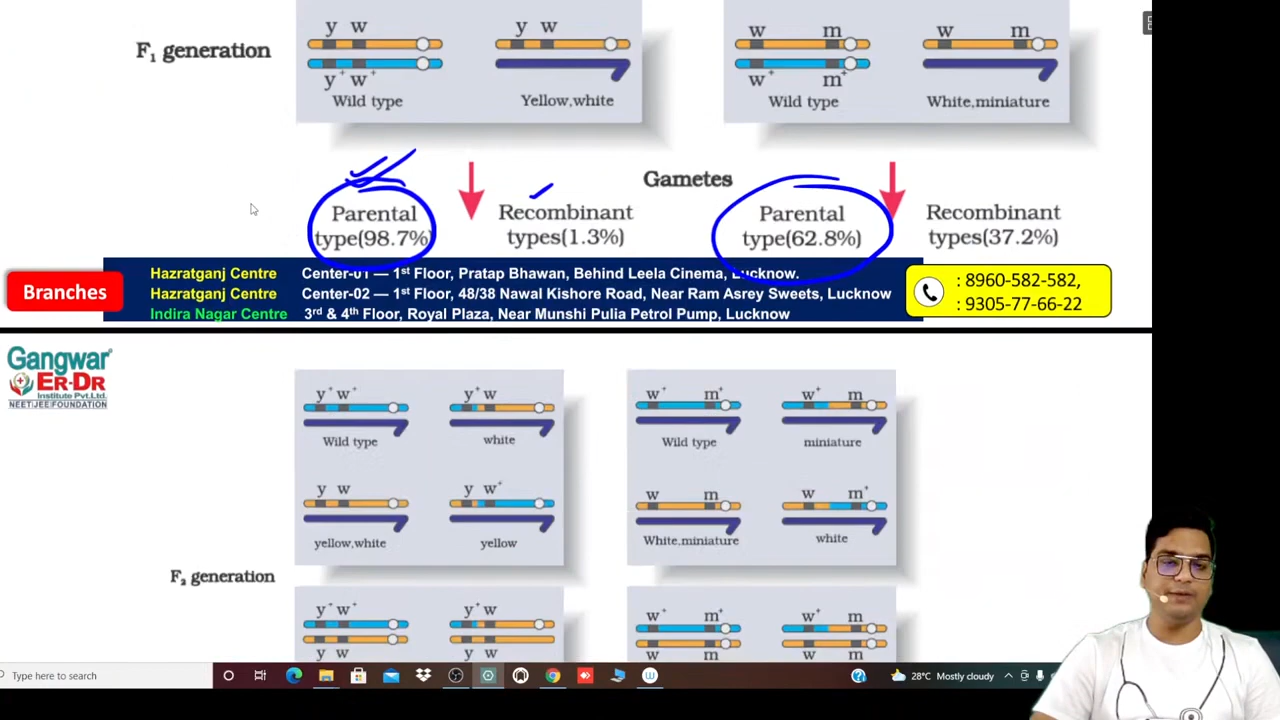 y w
y w
w m
w m
F₁ generation
y⁺ w⁺
w⁺ m⁺
Wild type
Yellow,white
Wild type
White,miniature
Gametes
Parental
type(98.7%)
Recombinant
types(1.3%)
Parental
type(62.8%)
Recombinant
types(37.2%)
Branches
Hazratganj Centre Center-01 — 1st Floor, Pratap Bhawan, Behind Leela Cinema, Lucknow.
Hazratganj Centre Center-02 — 1st Floor, 48/38 Nawal Kishore Road, Near Ram Asrey Sweets, Lucknow
Indira Nagar Centre 3rd & 4th Floor, Royal Plaza, Near Munshi Pulia Petrol Pump, Lucknow
: 8960-582-582,
: 9305-77-66-22
Gangwar
ER-DR
Institute Pvt.Ltd.
NEET|JEE|FOUNDATION
y⁺ w⁺
y⁺ w
w⁺ m⁺
w⁺ m
Wild type
white
Wild type
miniature
y w
y w⁺
w m
w m⁺
yellow,white
yellow
White,miniature
white
F₂ generation
y⁺ w⁺
y⁺ w
w⁺ m⁺
w⁺ m
y w
y w
w m
w m
Type here to search
28°C Mostly cloudy